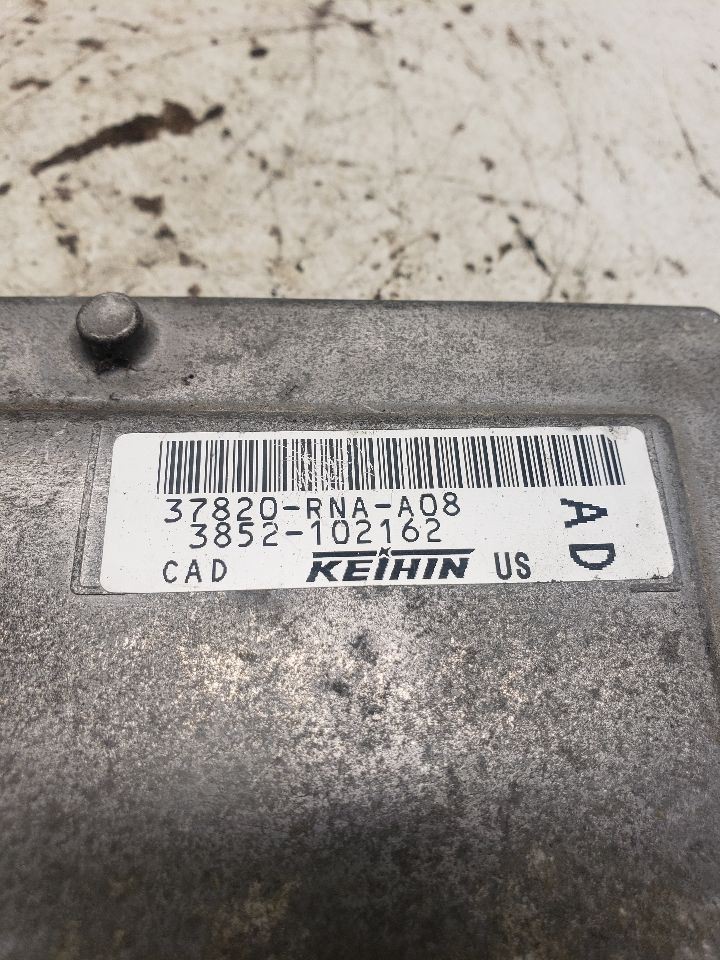 37820-RNA-A08
3852-102162
CAD KEIHIN US
AD